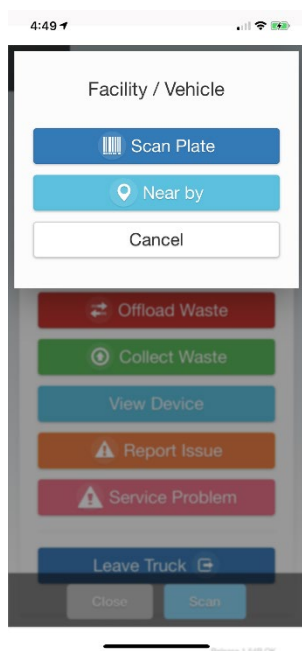 4:49
Facility / Vehicle
Scan Plate
Near by
Cancel
Offload Waste
Collect Waste
View Device
Report Issue
Service Problem
Leave Truck
Close
Scan